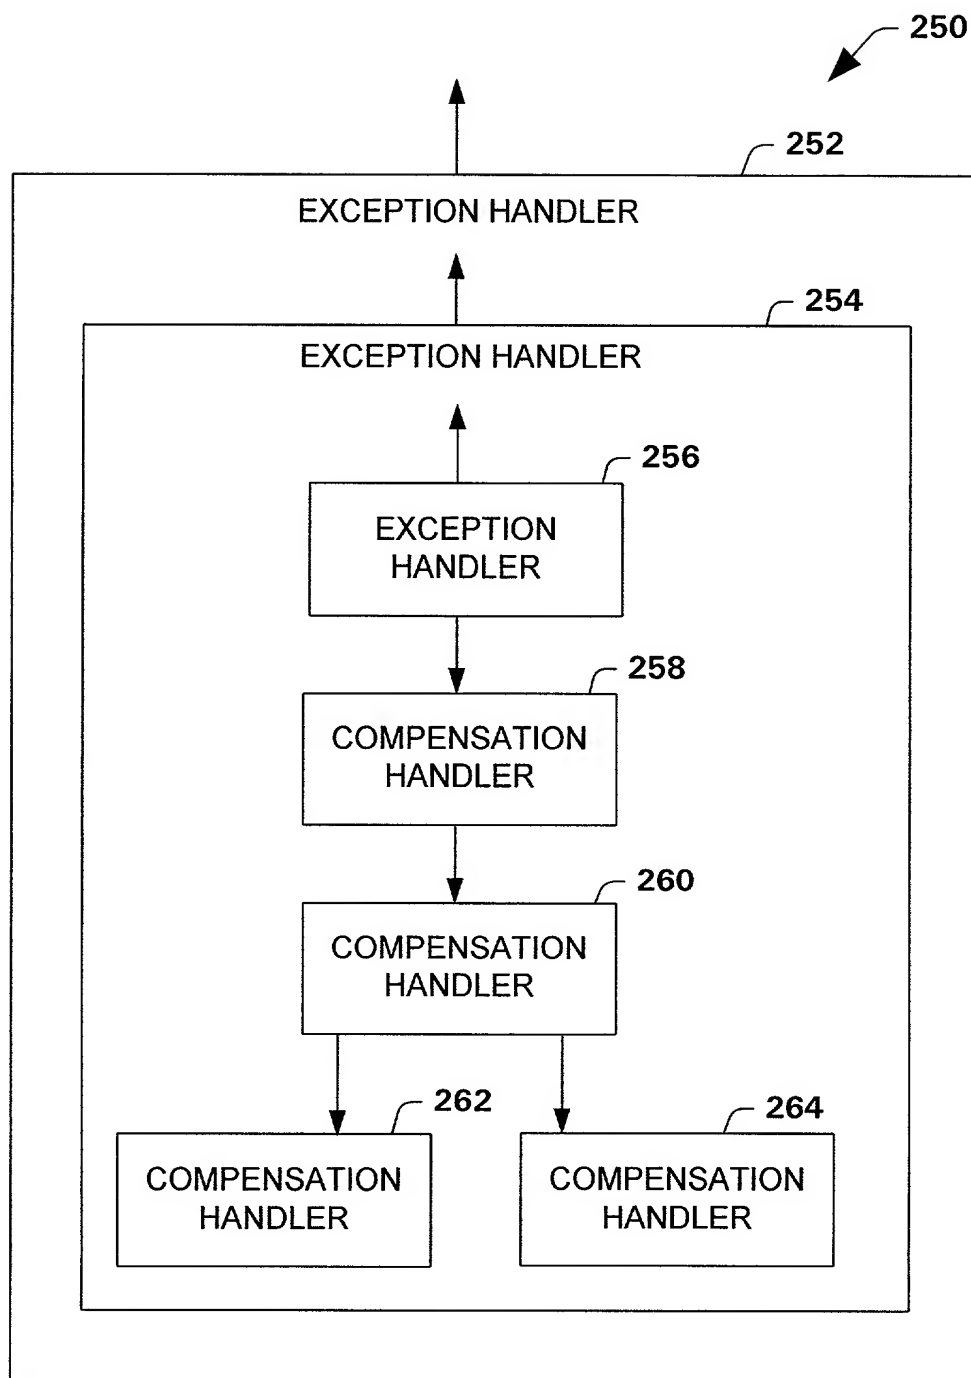 250
252
EXCEPTION HANDLER
254
EXCEPTION HANDLER
256
EXCEPTION
HANDLER
258
COMPENSATION
HANDLER
260
COMPENSATION
HANDLER
262
264
COMPENSATION
HANDLER
COMPENSATION
HANDLER